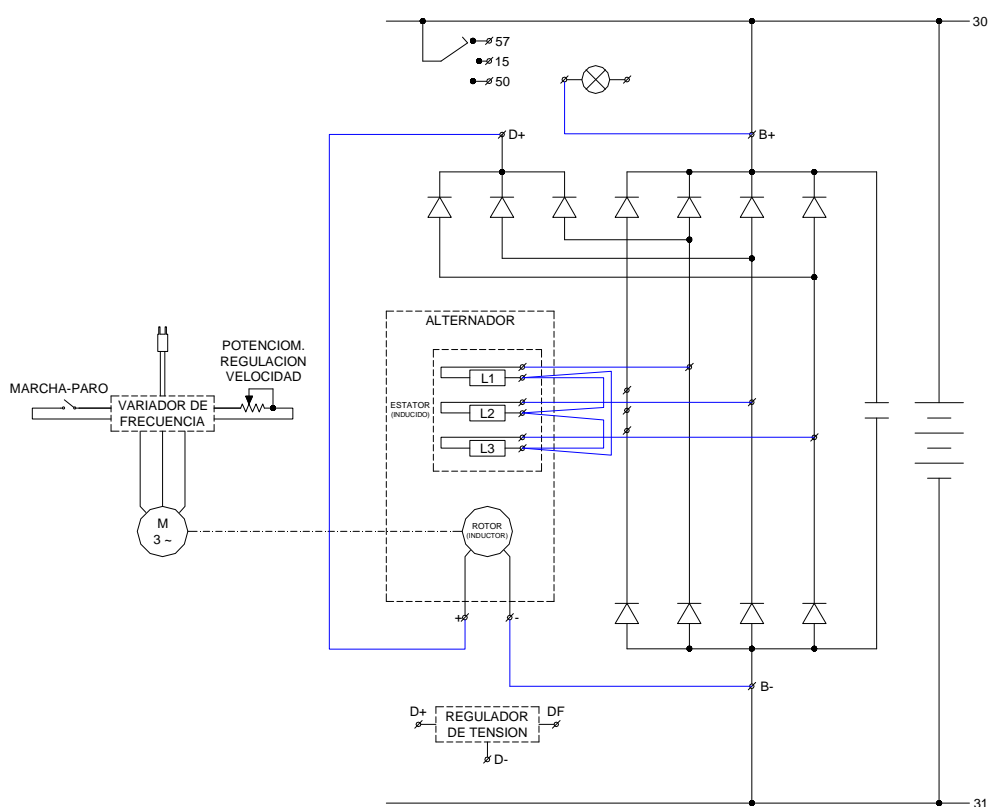 30
57
15
50
D+
B+
ALTERNADOR
POTENCIOM.
REGULACION
VELOCIDAD
MARCHA-PARO
VARIADOR DE
FRECUENCIA
ESTATOR
(INDUCIDO)
L1
L2
L3
M
3 ~
ROTOR
(INDUCTOR)
+
-
B-
D+
REGULADOR
DE TENSION
DF
D-
31